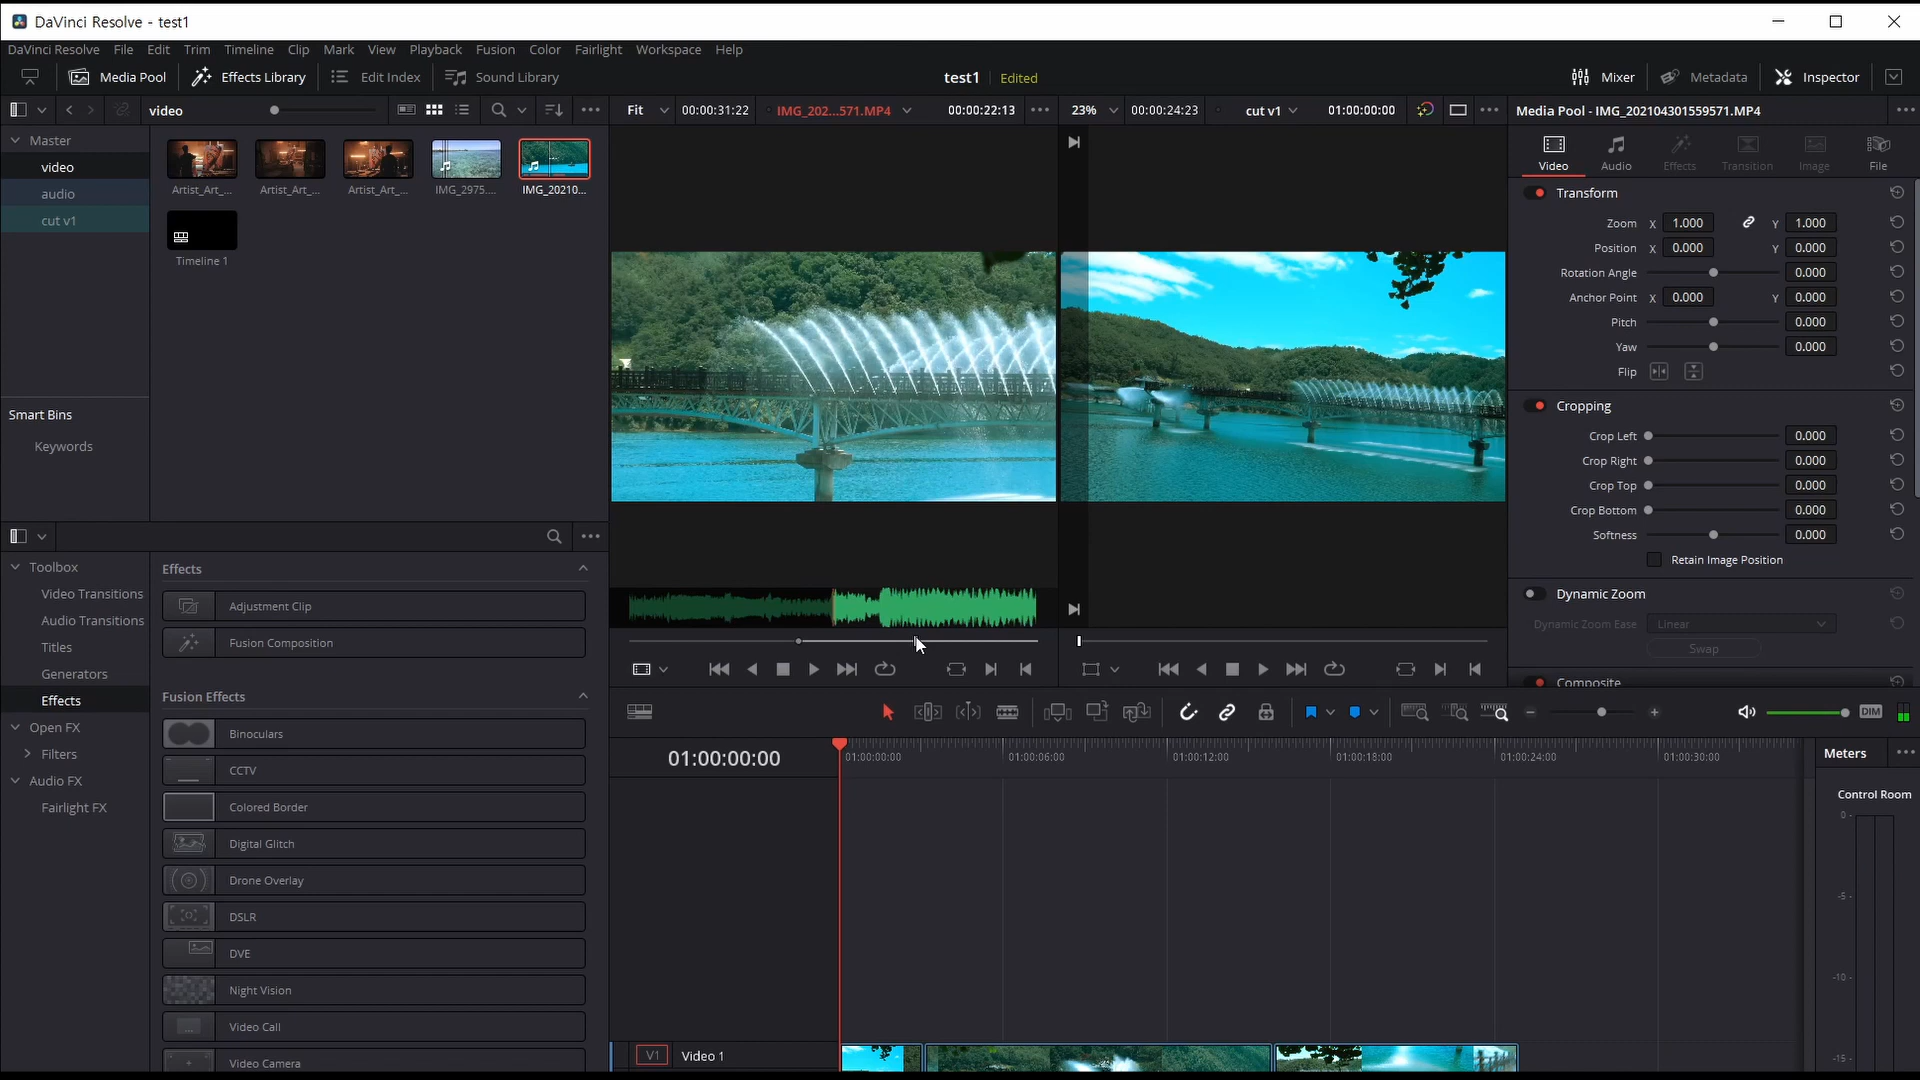 DaVinci Resolve - test1
DaVinci Resolve File Edit Trim Timeline Clip Mark View Playback Fusion Color Fairlight Workspace Help
Media Pool Effects Library Edit Index Sound Library test1 Edited Mixer Metadata Inspector
video Fit 00:00:31:22 IMG_202...571.MP4 00:00:22:13 23% 00:00:24:23 cut v1 01:00:00:00 Media Pool - IMG_202104301559571.MP4
Master
video
audio
cut v1
Artist_Art_... Artist_Art_... Artist_Art_... IMG_2975.... IMG_20210...
Timeline 1
Smart Bins
Keywords
Video Audio Effects Transition Image File
Transform
Zoom X 1.000 Y 1.000
Position X 0.000 Y 0.000
Rotation Angle 0.000
Anchor Point X 0.000 Y 0.000
Pitch 0.000
Yaw 0.000
Flip
Cropping
Crop Left 0.000
Crop Right 0.000
Crop Top 0.000
Crop Bottom 0.000
Softness 0.000
Retain Image Position
Dynamic Zoom
Dynamic Zoom Ease Linear
Swap
Composite
Toolbox
Video Transitions
Audio Transitions
Titles
Generators
Effects
Open FX
Filters
Audio FX
Fairlight FX
Effects
Adjustment Clip
Fusion Composition
Fusion Effects
Binoculars
CCTV
Colored Border
Digital Glitch
Drone Overlay
DSLR
DVE
Night Vision
Video Call
Video Camera
DIM
01:00:00:00 01:00:00:00 01:00:06:00 01:00:12:00 01:00:18:00 01:00:24:00 01:00:30:00
Meters
Control Room
0
-5
-10
-15
V1 Video 1